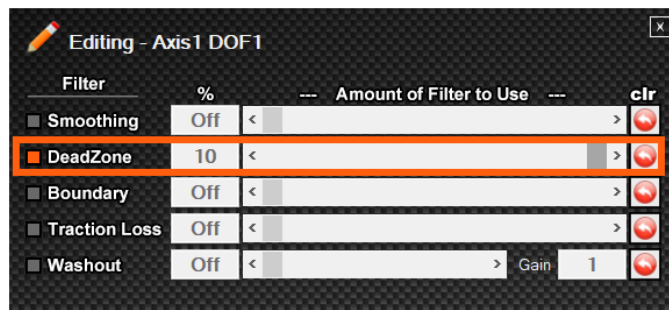 Editing - Axis1 DOF1
x
Filter % --- Amount of Filter to Use --- clr
Smoothing Off < >
DeadZone 10 < >
Boundary Off < >
Traction Loss Off < >
Washout Off < > Gain 1